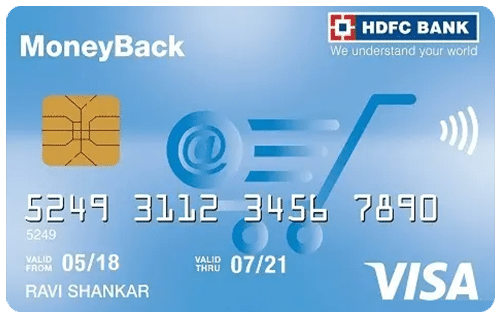 MoneyBack
HDFC BANK
We understand your world
@
5249 3112 3456 7890
5249
VALID FROM 05/18 VALID THRU 07/21
RAVI SHANKAR
VISA